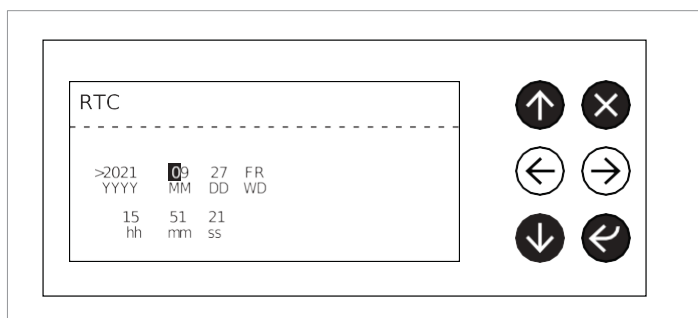 RTC
>2021 09 27 FR
YYYY MM DD WD
15 51 21
hh mm ss